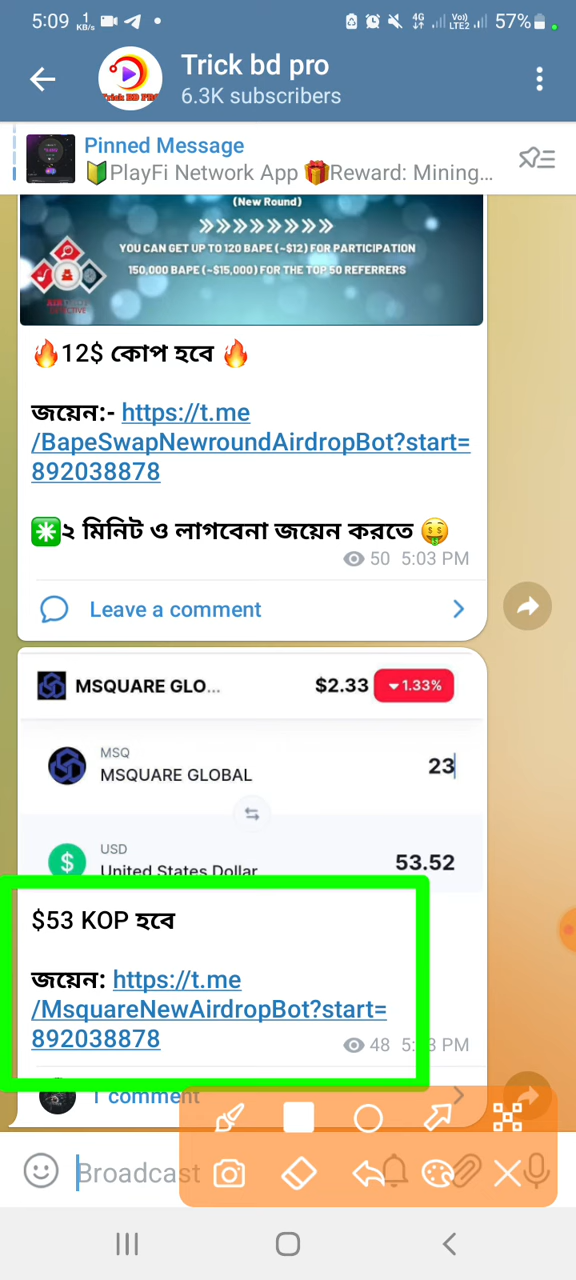 5:09 1 KB/s 4G Vo)) LTE2 57%
Trick bd pro
6.3K subscribers
Pinned Message
🔰PlayFi Network App 🎁Reward: Mining...
(New Round)
>>>>>>>>
YOU CAN GET UP TO 120 BAPE (~$12) FOR PARTICIPATION
150,000 BAPE (~$15,000) FOR THE TOP 50 REFERRERS
🔥12$ কোপ হবে 🔥
জয়েন:- https://t.me
/BapeSwapNewroundAirdropBot?start=
892038878
✳️২ মিনিট ও লাগবেনা জয়েন করতে 🤑
50 5:03 PM
Leave a comment
MSQUARE GLO... $2.33 1.33%
MSQ
MSQUARE GLOBAL 23
USD
United States Dollar 53.52
$53 KOP হবে
জয়েন: https://t.me
/MsquareNewAirdropBot?start=
892038878
48 PM
1 comment
Broadcast